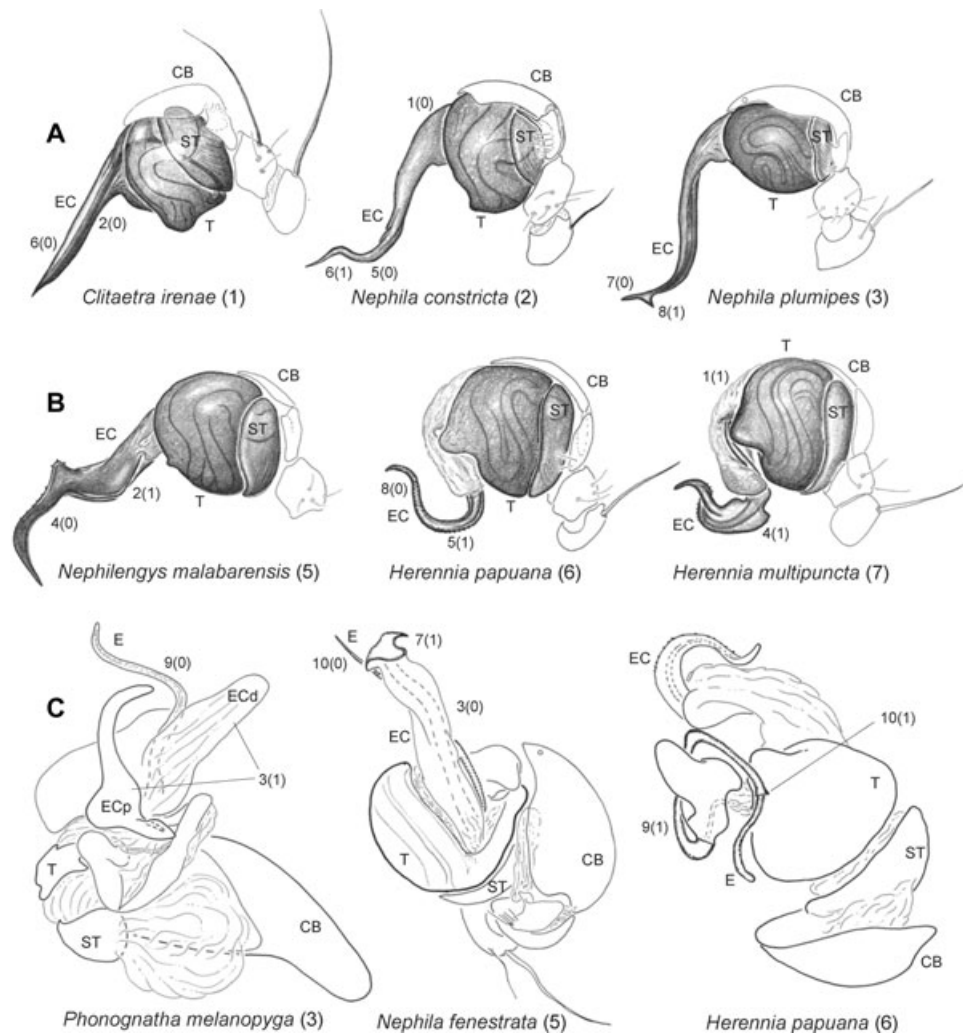 A
CB
ST
EC
2(0)
6(0)
T
Clitaetra irenae (1)
CB
1(0)
ST
T
6(1)
5(0)
Nephila constricta (2)
CB
ST
T
EC
7(0)
8(1)
Nephila plumipes (3)
B
CB
EC
ST
2(1)
T
4(0)
Nephilengys malabarensis (5)
CB
ST
8(0)
EC
T
5(1)
Herennia papuana (6)
T
1(1)
CB
ST
EC
4(1)
Herennia multipuncta (7)
C
E
9(0)
ECd
3(1)
ECp
T
ST
CB
Phonognatha melanopyga (3)
E
7(1)
10(0)
3(0)
EC
T
CB
ST
Nephila fenestrata (5)
EC
10(1)
T
9(1)
ST
E
CB
Herennia papuana (6)